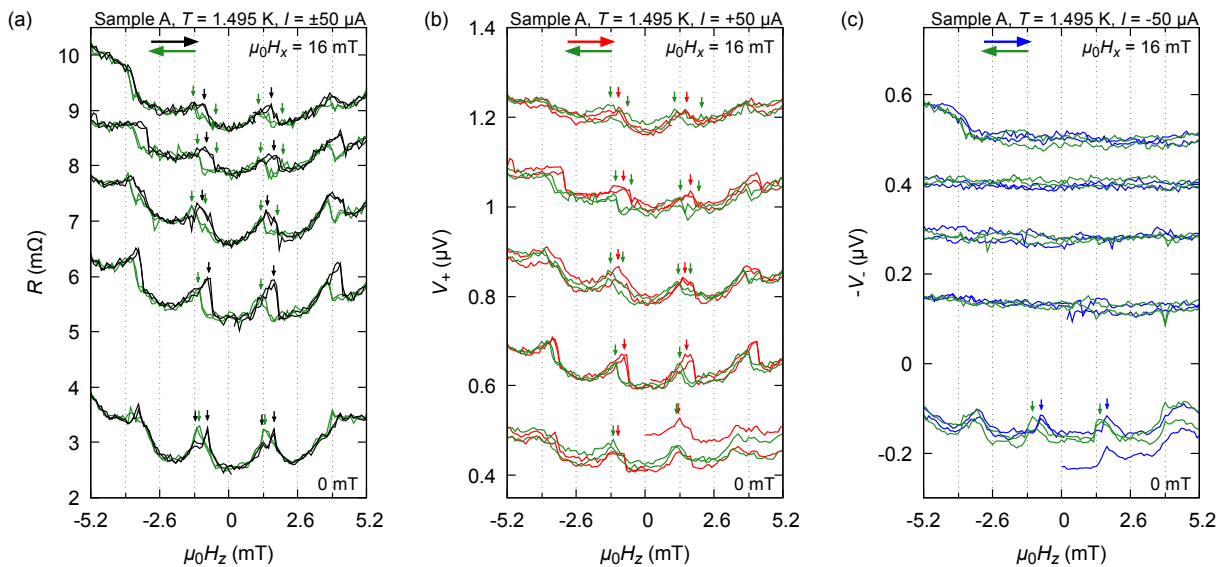 (a)
Sample A, T = 1.495 K, I = ±50 µA
µ0Hx = 16 mT
R (mΩ)
10
9
8
7
6
5
4
3
2
0 mT
-5.2
-2.6
0
2.6
5.2
µ0Hz (mT)
(b)
Sample A, T = 1.495 K, I = +50 µA
µ0Hx = 16 mT
V+ (µV)
1.4
1.2
1
0.8
0.6
0.4
0 mT
-5.2
-2.6
0
2.6
5.2
µ0Hz (mT)
(c)
Sample A, T = 1.495 K, I = -50 µA
µ0Hx = 16 mT
-V- (µV)
0.6
0.4
0.2
0
-0.2
0 mT
-5.2
-2.6
0
2.6
5.2
µ0Hz (mT)